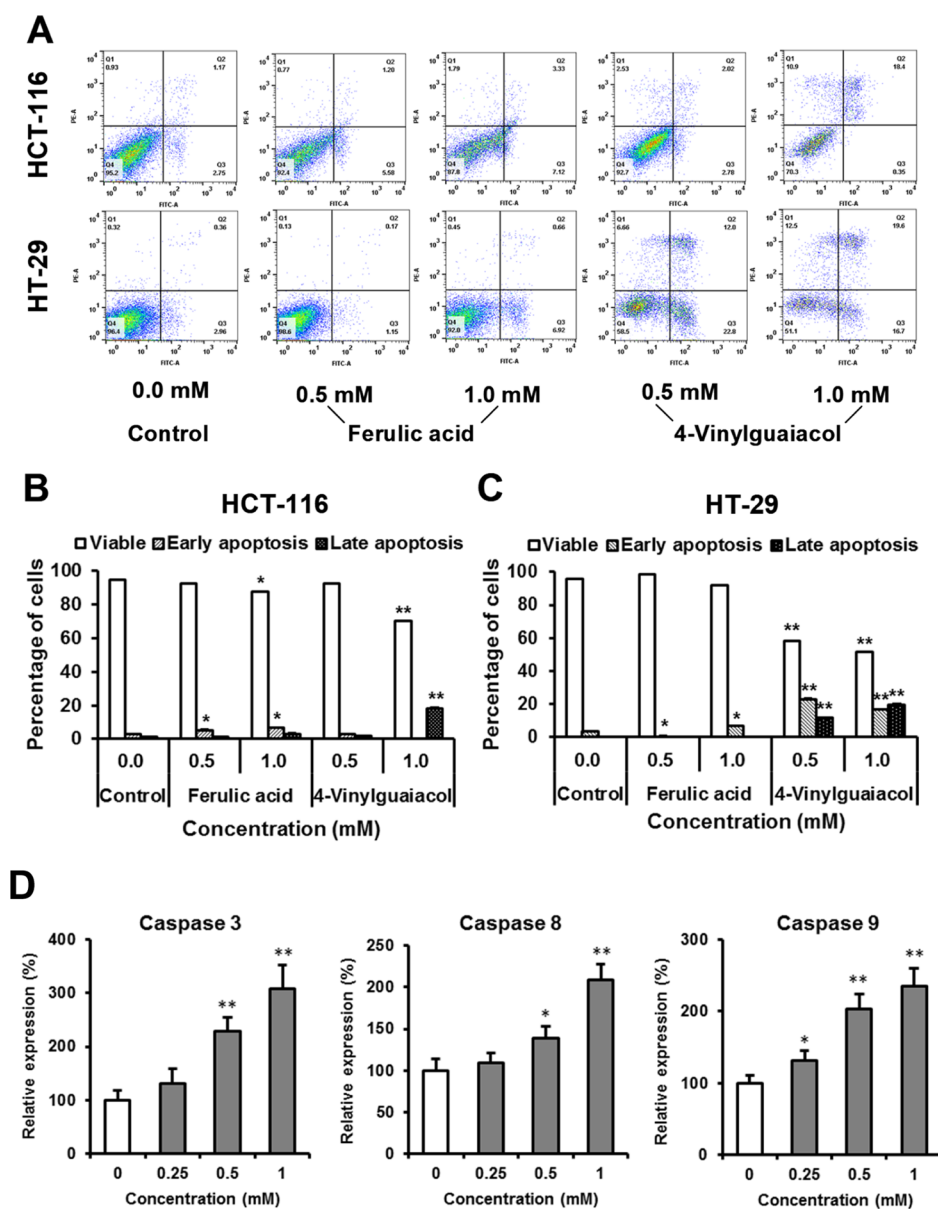 A
HCT-116
Q1 0.93 Q2 1.17 Q4 95.2 Q3 2.75
Q1 0.77 Q2 1.20 Q4 92.4 Q3 5.58
Q1 1.79 Q2 3.33 Q4 87.8 Q3 7.12
Q1 2.53 Q2 2.02 Q4 92.7 Q3 2.78
Q1 10.9 Q2 18.4 Q4 70.3 Q3 0.35
PE-A
FITC-A FITC-A FITC-A FITC-A FITC-A
HT-29
Q1 0.32 Q2 0.36 Q4 96.4 Q3 2.96
Q1 0.13 Q2 0.17 Q4 98.6 Q3 1.15
Q1 0.45 Q2 0.66 Q4 92.0 Q3 6.92
Q1 6.66 Q2 12.0 Q4 58.5 Q3 22.8
Q1 12.5 Q2 19.6 Q4 51.1 Q3 16.7
PE-A
FITC-A FITC-A FITC-A FITC-A FITC-A
0.0 mM 0.5 mM 1.0 mM 0.5 mM 1.0 mM
Control Ferulic acid 4-Vinylguaiacol
B
HCT-116
Viable Early apoptosis Late apoptosis
Percentage of cells
100
80
60
40
20
0
* * * ** **
0.0 0.5 1.0 0.5 1.0
Control Ferulic acid 4-Vinylguaiacol
Concentration (mM)
C
HT-29
Viable Early apoptosis Late apoptosis
Percentage of cells
100
80
60
40
20
0
* * ** ** ** ** ** **
0.0 0.5 1.0 0.5 1.0
Control Ferulic acid 4-Vinylguaiacol
Concentration (mM)
D
Caspase 3
Relative expression (%)
400
300
200
100
0
** **
0 0.25 0.5 1
Concentration (mM)
Caspase 8
Relative expression (%)
250
200
150
100
50
0
* **
0 0.25 0.5 1
Concentration (mM)
Caspase 9
Relative expression (%)
300
200
100
0
* ** **
0 0.25 0.5 1
Concentration (mM)